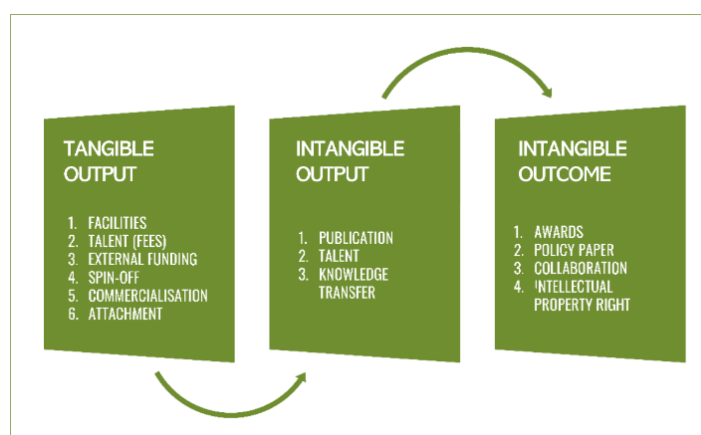 TANGIBLE
OUTPUT
1. FACILITIES
2. TALENT (FEES)
3. EXTERNAL FUNDING
4. SPIN-OFF
5. COMMERCIALISATION
6. ATTACHMENT
INTANGIBLE
OUTPUT
1. PUBLICATION
2. TALENT
3. KNOWLEDGE
TRANSFER
INTANGIBLE
OUTCOME
1. AWARDS
2. POLICY PAPER
3. COLLABORATION
4. INTELLECTUAL
PROPERTY RIGHT